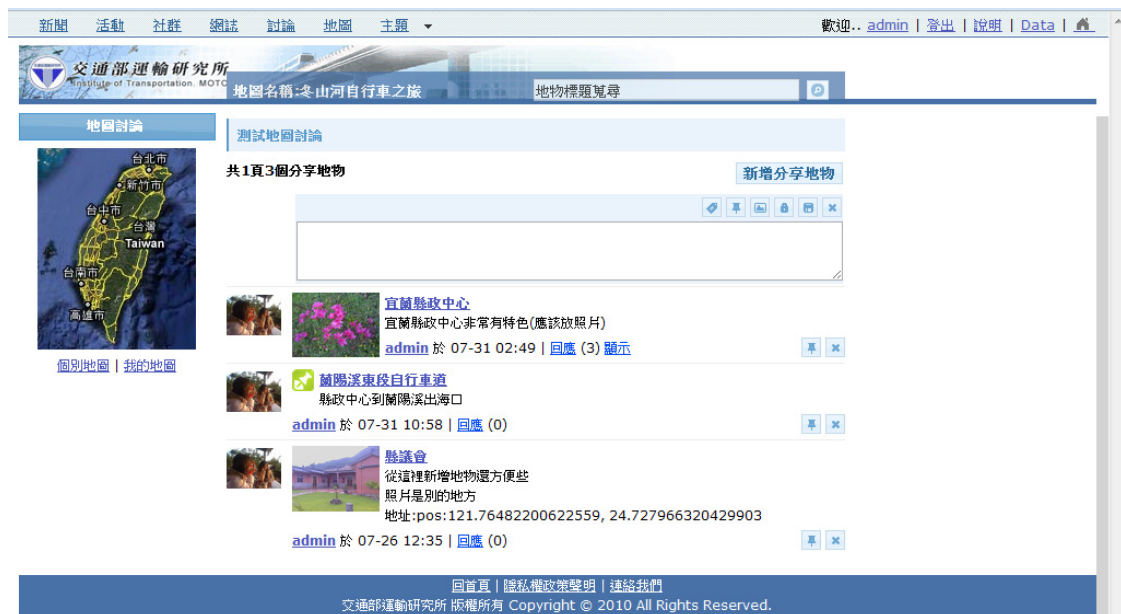 新聞 活動 社群 網誌 討論 地圖 主題
歡迎.. admin | 登出 | 說明 | Data |
交通部運輸研究所
Institute of Transportation. MOTC
地圖名稱:冬山河自行車之旅
地物標題蒐尋
地圖討論
台北市
新竹市
台中市
台灣
Taiwan
台南市
高雄市
個別地圖 | 我的地圖
測試地圖討論
共1頁3個分享地物
新增分享地物
宜蘭縣政中心
宜蘭縣政中心非常有特色(應該放照片)
admin 於 07-31 02:49 | 回應 (3) 顯示
蘭陽溪東段自行車道
縣政中心到蘭陽溪出海口
admin 於 07-31 10:58 | 回應 (0)
縣議會
從這裡新增地物還方便些
照片是別的地方
地址:pos:121.76482200622559, 24.727966320429903
admin 於 07-26 12:35 | 回應 (0)
回首頁 | 隱私權政策聲明 | 連絡我們
交通部運輸研究所 版權所有 Copyright © 2010 All Rights Reserved.